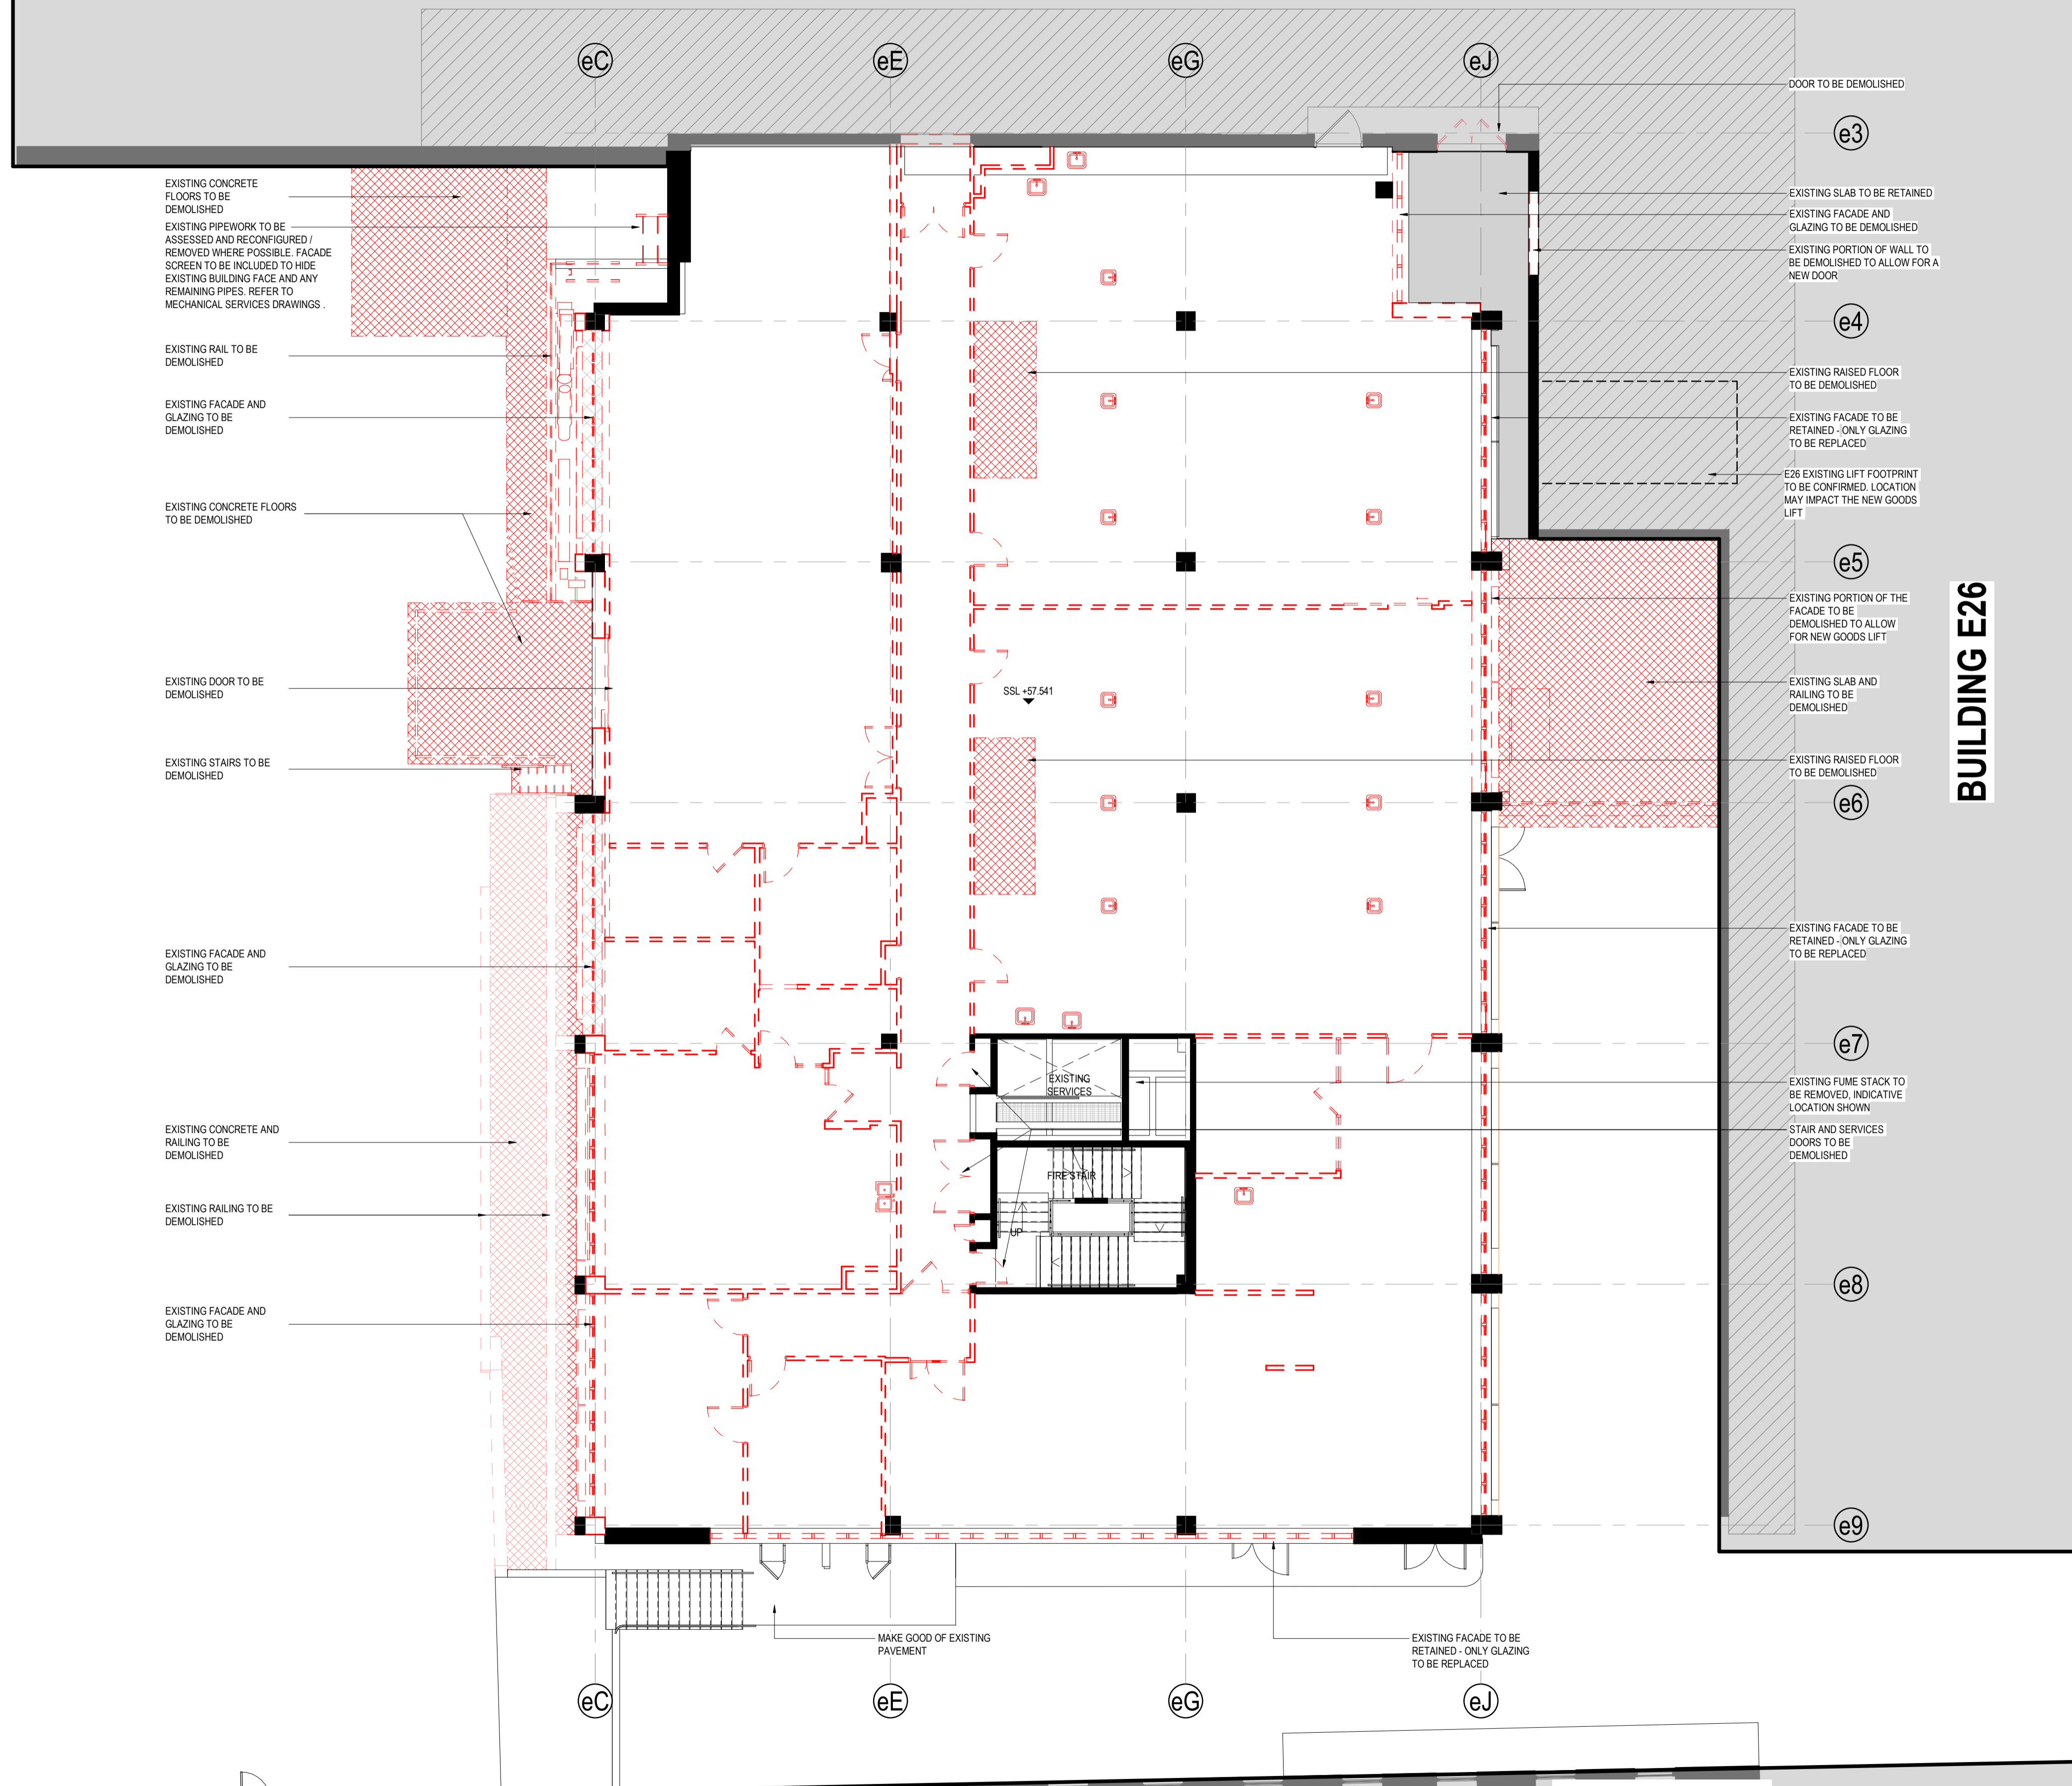 eC
eE
eG
eJ
DOOR TO BE DEMOLISHED
e3
EXISTING CONCRETE
FLOORS TO BE
DEMOLISHED
EXISTING PIPEWORK TO BE
ASSESSED AND RECONFIGURED /
REMOVED WHERE POSSIBLE. FACADE
SCREEN TO BE INCLUDED TO HIDE
EXISTING BUILDING FACE AND ANY
REMAINING PIPES. REFER TO
MECHANICAL SERVICES DRAWINGS .
EXISTING RAIL TO BE
DEMOLISHED
EXISTING FACADE AND
GLAZING TO BE
DEMOLISHED
EXISTING CONCRETE FLOORS
TO BE DEMOLISHED
EXISTING DOOR TO BE
DEMOLISHED
EXISTING STAIRS TO BE
DEMOLISHED
EXISTING FACADE AND
GLAZING TO BE
DEMOLISHED
EXISTING CONCRETE AND
RAILING TO BE
DEMOLISHED
EXISTING RAILING TO BE
DEMOLISHED
EXISTING FACADE AND
GLAZING TO BE
DEMOLISHED
SSL +57.541
EXISTING
SERVICES
FIRE STAIR
UP
EXISTING SLAB TO BE RETAINED
EXISTING FACADE AND
GLAZING TO BE DEMOLISHED
EXISTING PORTION OF WALL TO
BE DEMOLISHED TO ALLOW FOR A
NEW DOOR
e4
EXISTING RAISED FLOOR
TO BE DEMOLISHED
EXISTING FACADE TO BE
RETAINED - ONLY GLAZING
TO BE REPLACED
E26 EXISTING LIFT FOOTPRINT
TO BE CONFIRMED. LOCATION
MAY IMPACT THE NEW GOODS
LIFT
e5
EXISTING PORTION OF THE
FACADE TO BE
DEMOLISHED TO ALLOW
FOR NEW GOODS LIFT
EXISTING SLAB AND
RAILING TO BE
DEMOLISHED
BUILDING E26
EXISTING RAISED FLOOR
TO BE DEMOLISHED
e6
EXISTING FACADE TO BE
RETAINED - ONLY GLAZING
TO BE REPLACED
e7
EXISTING FUME STACK TO
BE REMOVED, INDICATIVE
LOCATION SHOWN
STAIR AND SERVICES
DOORS TO BE
DEMOLISHED
e8
e9
MAKE GOOD OF EXISTING
PAVEMENT
EXISTING FACADE TO BE
RETAINED - ONLY GLAZING
TO BE REPLACED
eC
eE
eG
eJ